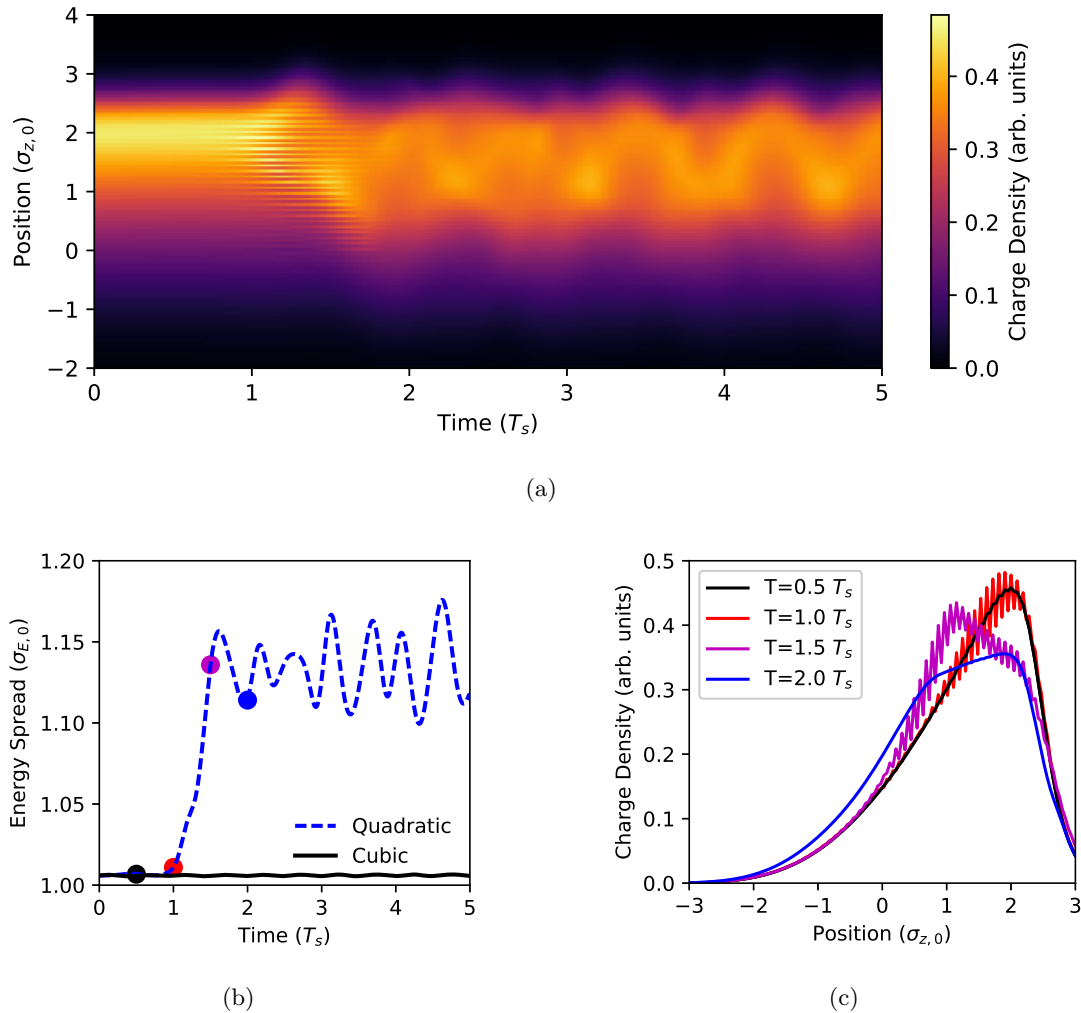 4
3
2
1
0
−1
−2
Position (σz,0)
0 1 2 3 4 5
Time (Ts)
0.4
0.3
0.2
0.1
0.0
Charge Density (arb. units)
(a)
1.20
1.15
1.10
1.05
1.00
Energy Spread (σE,0)
Quadratic
Cubic
0 1 2 3 4 5
Time (Ts)
(b)
0.5
0.4
0.3
0.2
0.1
0.0
Charge Density (arb. units)
T=0.5 Ts
T=1.0 Ts
T=1.5 Ts
T=2.0 Ts
−3 −2 −1 0 1 2 3
Position (σz,0)
(c)